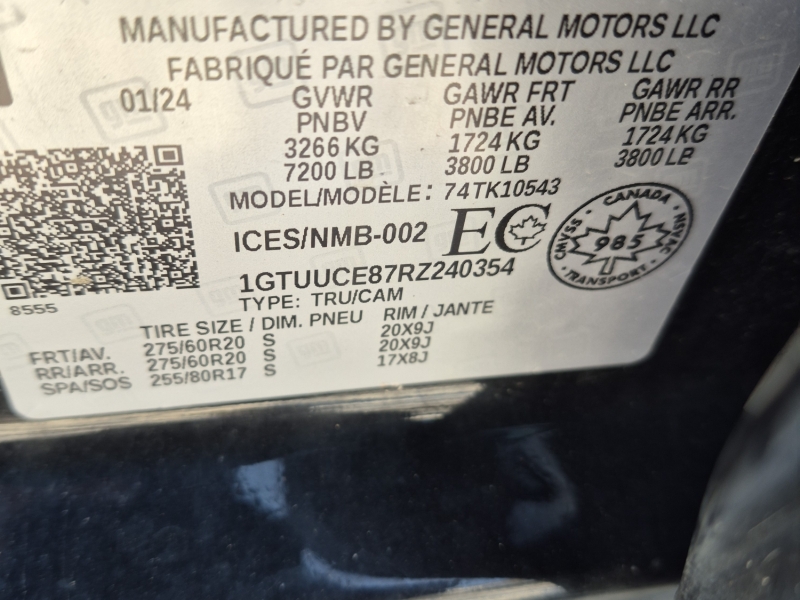 MANUFACTURED BY GENERAL MOTORS LLC
FABRIQUÉ PAR GENERAL MOTORS LLC
01/24 GVWR GAWR FRT GAWR RR
PNBV PNBE AV. PNBE ARR.
3266 KG 1724 KG 1724 KG
7200 LB 3800 LB 3800 LB
MODEL/MODÈLE: 74TK10543
ICES/NMB-002 EC
CANADA
CMVSS 985 NSVAC
TRANSPORT
1GTUUCE87RZ240354
8555
TYPE: TRU/CAM
TIRE SIZE / DIM. PNEU RIM / JANTE
FRT/AV. 275/60R20 S 20X9J
RR/ARR. 275/60R20 S 20X9J
SPA/SOS 255/80R17 S 17X8J